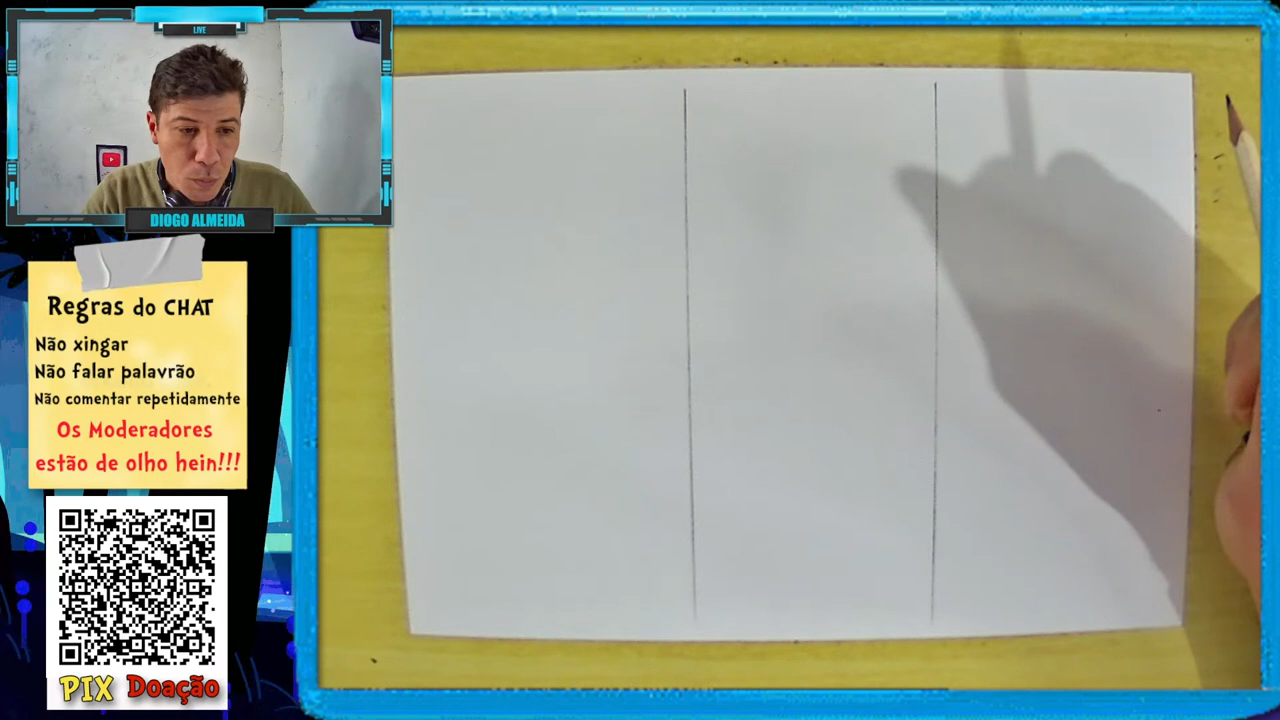 LIVE
DIOGO ALMEIDA
Regras do CHAT
Não xingar
Não falar palavrão
Não comentar repetidamente
Os Moderadores
estão de olho hein!!!
PIX Doação